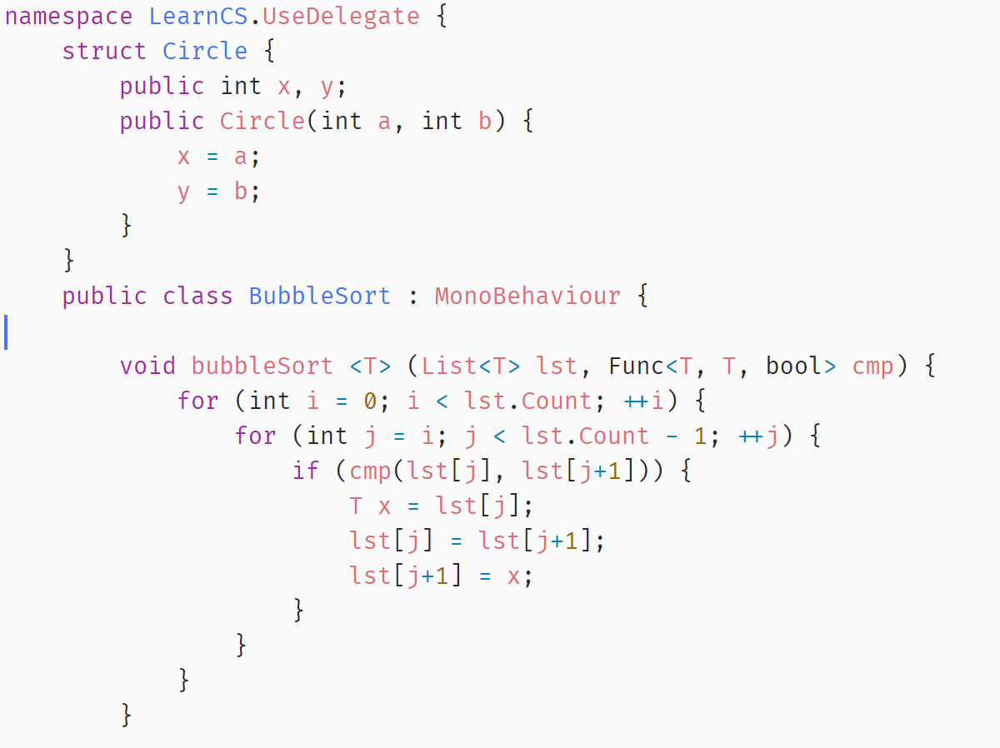 namespace LearnCS.UseDelegate {
    struct Circle {
        public int x, y;
        public Circle(int a, int b) {
            x = a;
            y = b;
        }
    }
    public class BubbleSort : MonoBehaviour {

        void bubbleSort <T> (List<T> lst, Func<T, T, bool> cmp) {
            for (int i = 0; i < lst.Count; ++i) {
                for (int j = i; j < lst.Count - 1; ++j) {
                    if (cmp(lst[j], lst[j+1])) {
                        T x = lst[j];
                        lst[j] = lst[j+1];
                        lst[j+1] = x;
                    }
                }
            }
        }